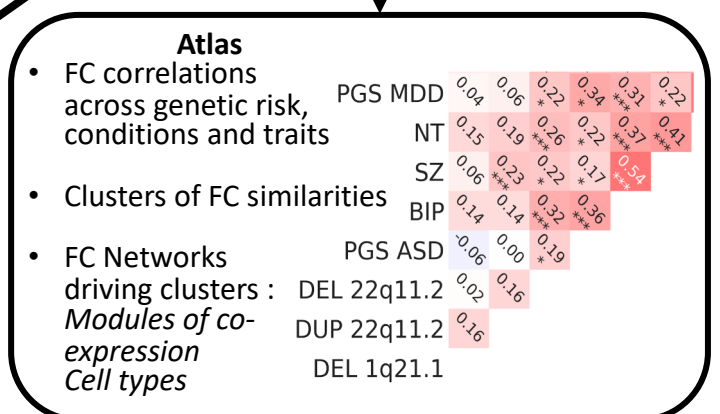 Atlas
• FC correlations
across genetic risk,
conditions and traits
• Clusters of FC similarities
• FC Networks
driving clusters :
Modules of co-
expression
Cell types
PGS MDD 0.04 0.06 0.22 * 0.34 * 0.31 *** 0.22 *
NT 0.15 0.19 0.26 *** 0.22 * 0.37 *** 0.41 ***
SZ 0.06 0.23 *** 0.22 * 0.17 * 0.54 ***
BIP 0.14 0.14 0.32 *** 0.36 ***
PGS ASD -0.06 0.00 0.19 *
DEL 22q11.2 0.02 0.16
DUP 22q11.2 0.16
DEL 1q21.1